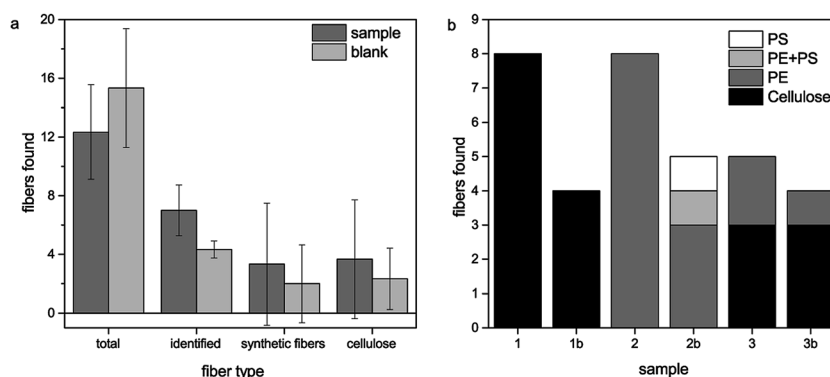 a
20
16
12
8
4
0
fibers found
sample
blank
total identified synthetic fibers cellulose
fiber type
b
9
8
7
6
5
4
3
2
1
0
fibers found
PS
PE+PS
PE
Cellulose
1 1b 2 2b 3 3b
sample